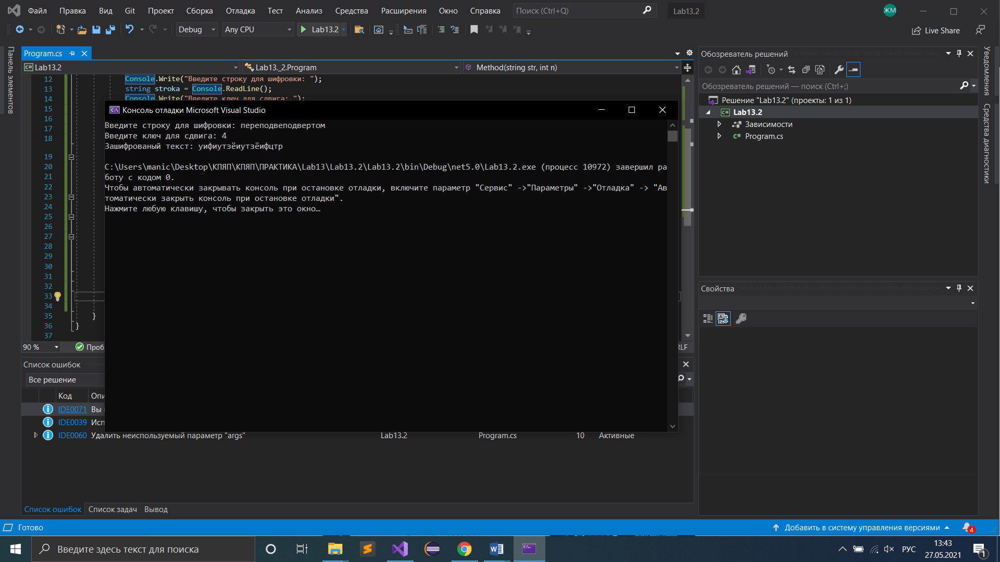 Файл Правка Вид Git Проект Сборка Отладка Тест Анализ Средства Расширения Окно Справка Поиск (Ctrl+Q) Lab13.2 ЖМ
Debug Any CPU Lab13.2 Live Share
Панель элементов
Program.cs
Lab13.2 Lab13._2.Program Method(string str, int n)
12 Console.Write("Введите строку для шифровки: ");
13 string stroka = Console.ReadLine();
14 Console.Write("Введите ключ для сдвига: ");
15
16
17
18
19
20
21
22
23
24
25
26
27
28
29
30
31
32
33
34
35 }
36 }
37
Консоль отладки Microsoft Visual Studio
Введите строку для шифровки: переподвеподвертом
Введите ключ для сдвига: 4
Зашифрованый текст: уифиутзёиутзёифцтр
C:\Users\manic\Desktop\КПЯП\КПЯП\ПРАКТИКА\Lab13\Lab13.2\Lab13.2\bin\Debug\net5.0\Lab13.2.exe (процесс 10972) завершил ра
боту с кодом 0.
Чтобы автоматически закрывать консоль при остановке отладки, включите параметр "Сервис" ->"Параметры" ->"Отладка" -> "Ав
томатически закрыть консоль при остановке отладки".
Нажмите любую клавишу, чтобы закрыть это окно…
90 % Проб RLF
Список ошибок
Все решение
Код Опи
IDE0071 Вы
IDE0039 Исп
IDE0060 Удалить неиспользуемый параметр "args" Lab13.2 Program.cs 10 Активные
Список ошибок Список задач Вывод
Обозреватель решений
Обозреватель решений — поиск (Ctrl+;)
Решение "Lab13.2" (проекты: 1 из 1)
Lab13.2
Зависимости
Program.cs
Свойства
Уведомления
Средства диагностики
Готово Добавить в систему управления версиями 4
Введите здесь текст для поиска РУС 13:43
27.05.2021 1